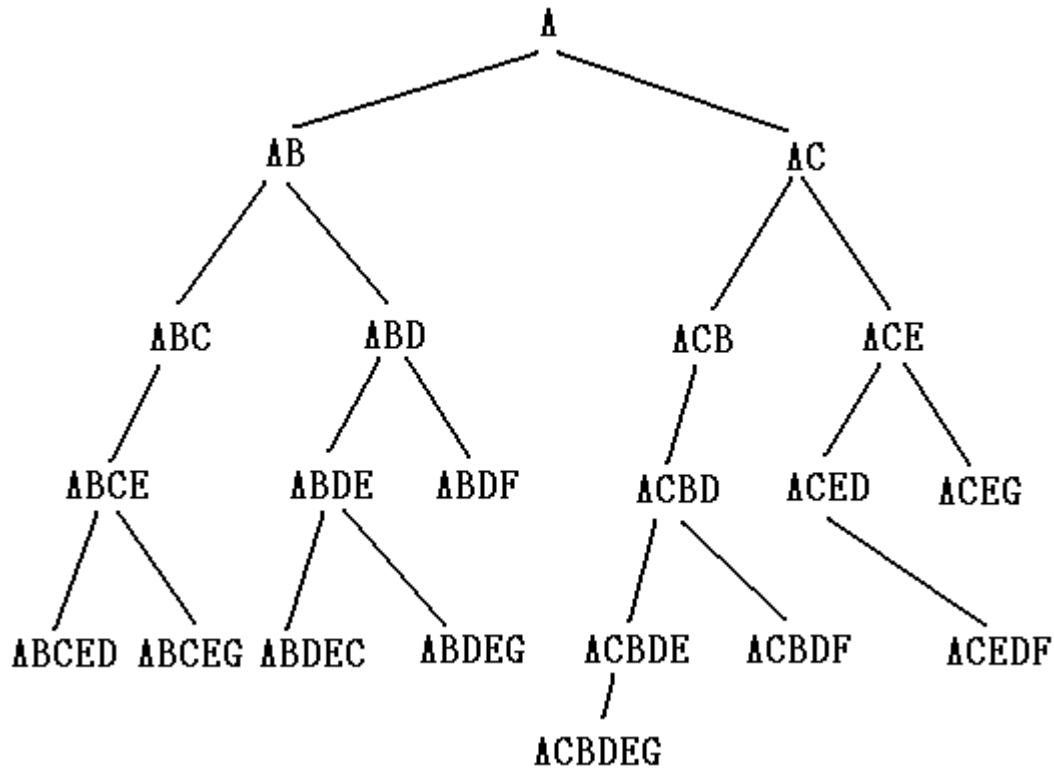 A
AB AC
ABC ABD ACB ACE
ABCE ABDE ABDF ACBD ACED ACEG
ABCED ABCEG ABDEC ABDEG ACBDE ACBDF ACEDF
ACBDEG